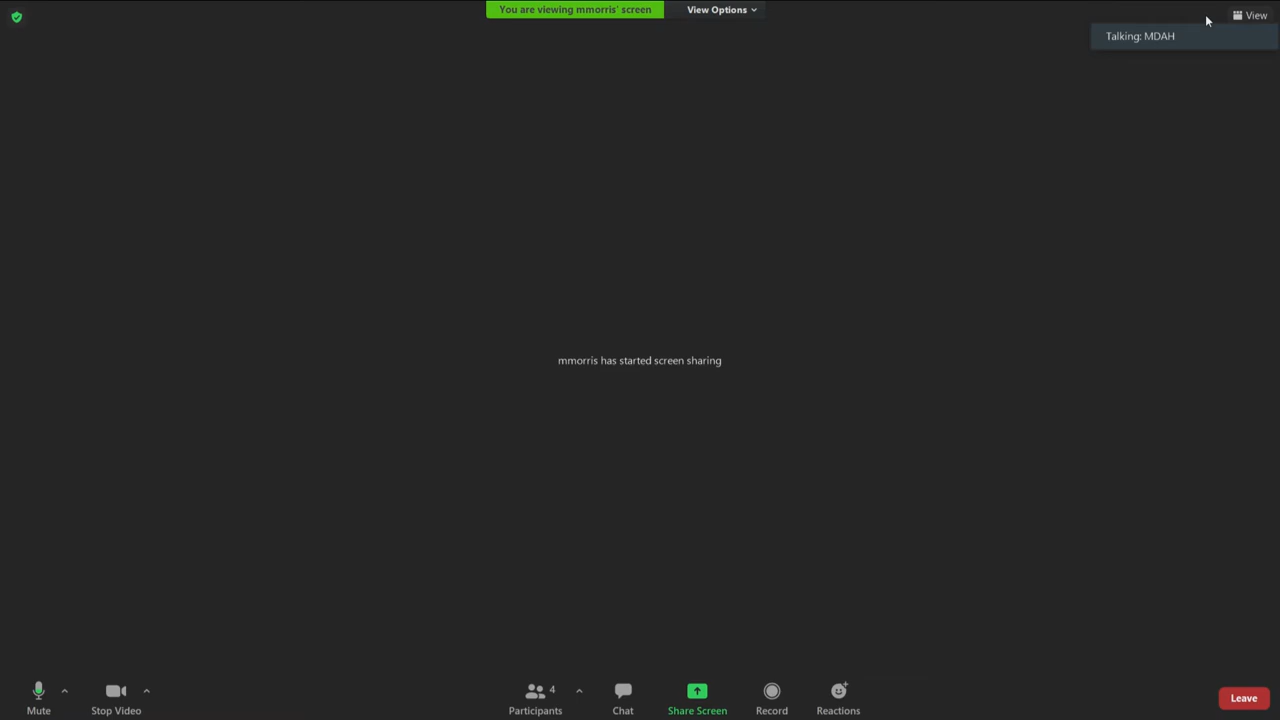 You are viewing mmorris' screen
View Options
View
Talking: MDAH
mmorris has started screen sharing
4
Mute
Stop Video
Participants
Chat
Share Screen
Record
Reactions
Leave